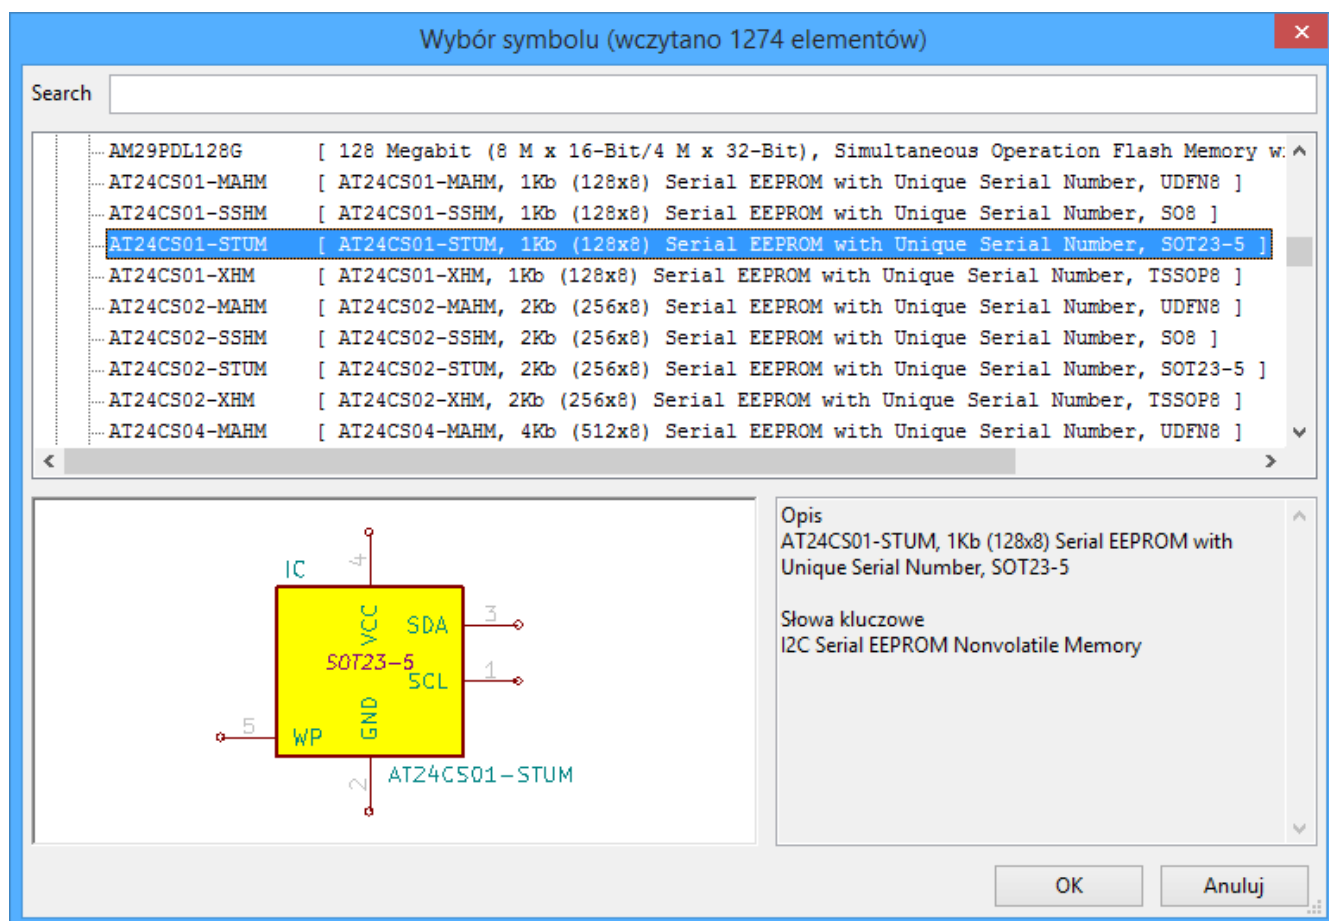 Wybór symbolu (wczytano 1274 elementów)
Search
AM29PDL128G [ 128 Megabit (8 M x 16-Bit/4 M x 32-Bit), Simultaneous Operation Flash Memory w
AT24CS01-MAHM [ AT24CS01-MAHM, 1Kb (128x8) Serial EEPROM with Unique Serial Number, UDFN8 ]
AT24CS01-SSHM [ AT24CS01-SSHM, 1Kb (128x8) Serial EEPROM with Unique Serial Number, SO8 ]
AT24CS01-STUM [ AT24CS01-STUM, 1Kb (128x8) Serial EEPROM with Unique Serial Number, SOT23-5 ]
AT24CS01-XHM [ AT24CS01-XHM, 1Kb (128x8) Serial EEPROM with Unique Serial Number, TSSOP8 ]
AT24CS02-MAHM [ AT24CS02-MAHM, 2Kb (256x8) Serial EEPROM with Unique Serial Number, UDFN8 ]
AT24CS02-SSHM [ AT24CS02-SSHM, 2Kb (256x8) Serial EEPROM with Unique Serial Number, SO8 ]
AT24CS02-STUM [ AT24CS02-STUM, 2Kb (256x8) Serial EEPROM with Unique Serial Number, SOT23-5 ]
AT24CS02-XHM [ AT24CS02-XHM, 2Kb (256x8) Serial EEPROM with Unique Serial Number, TSSOP8 ]
AT24CS04-MAHM [ AT24CS04-MAHM, 4Kb (512x8) Serial EEPROM with Unique Serial Number, UDFN8 ]
IC
4
VCC
SDA
3
SOT23-5
SCL
1
5
WP
GND
2
AT24CS01-STUM
Opis
AT24CS01-STUM, 1Kb (128x8) Serial EEPROM with
Unique Serial Number, SOT23-5
Słowa kluczowe
I2C Serial EEPROM Nonvolatile Memory
OK
Anuluj